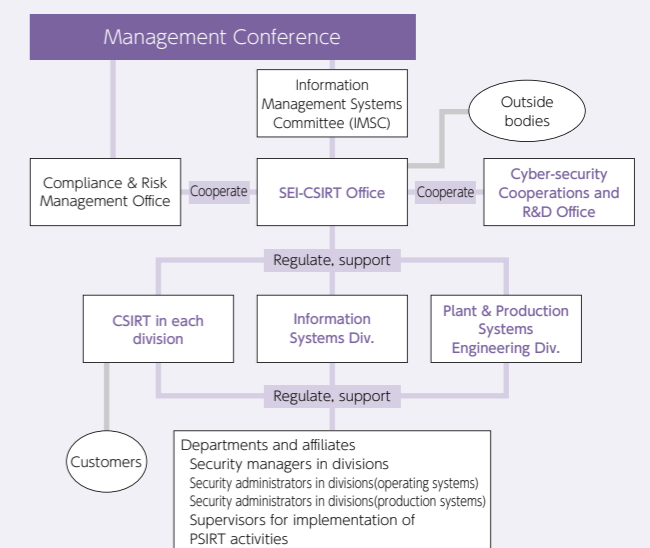 Management Conference
Information
Management Systems
Committee (IMSC)
Outside
bodies
Compliance & Risk
Management Office
Cooperate
SEI-CSIRT Office
Cooperate
Cyber-security
Cooperations and
R&D Office
Regulate, support
CSIRT in each
division
Information
Systems Div.
Plant & Production
Systems
Engineering Div.
Regulate, support
Customers
Departments and affiliates
Security managers in divisions
Security administrators in divisions(operating systems)
Security administrators in divisions(production systems)
Supervisors for implementation of
PSIRT activities